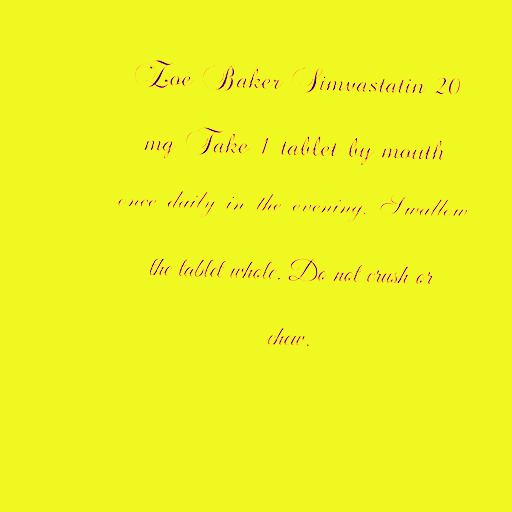 Zoe Baker Simvastatin 20
mg Take 1 tablet by mouth
once daily in the evening. Swallow
the tablet whole. Do not crush or
chew.